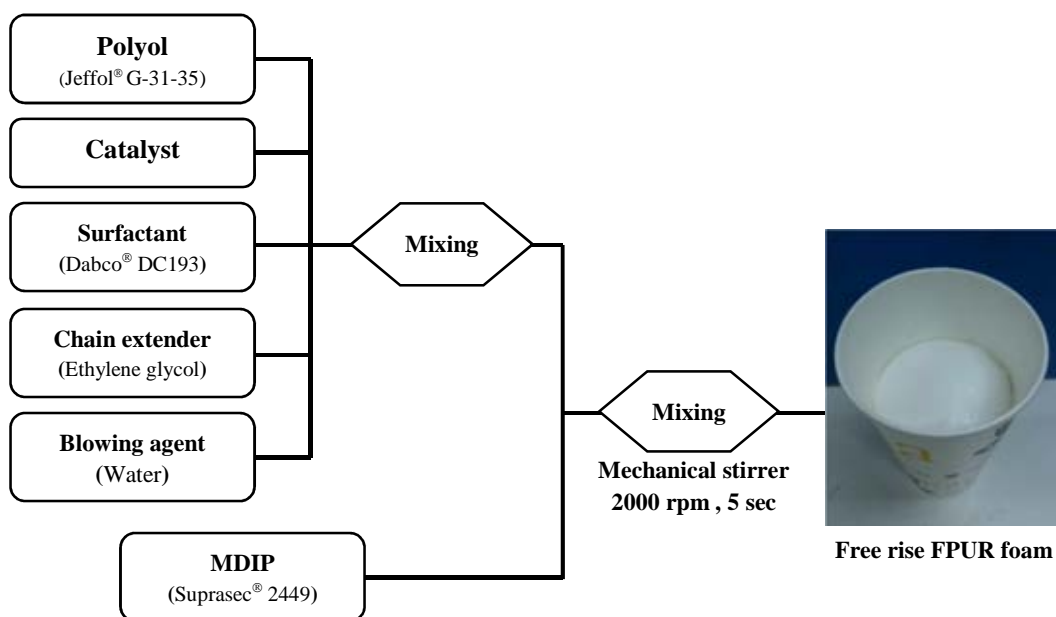 Polyol
(Jeffol® G-31-35)
Catalyst
Surfactant
(Dabco® DC193)
Chain extender
(Ethylene glycol)
Blowing agent
(Water)
Mixing
MDIP
(Suprasec® 2449)
Mixing
Mechanical stirrer
2000 rpm , 5 sec
Free rise FPUR foam